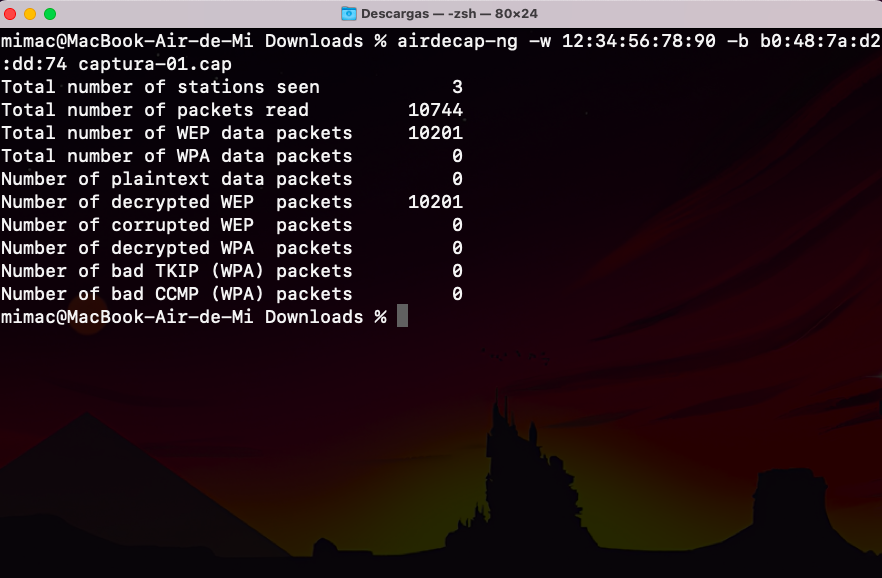 Descargas — -zsh — 80×24
mimac@MacBook-Air-de-Mi Downloads % airdecap-ng -w 12:34:56:78:90 -b b0:48:7a:d2
:dd:74 captura-01.cap
Total number of stations seen            3
Total number of packets read         10744
Total number of WEP data packets     10201
Total number of WPA data packets         0
Number of plaintext data packets         0
Number of decrypted WEP  packets     10201
Number of corrupted WEP  packets         0
Number of decrypted WPA  packets         0
Number of bad TKIP (WPA) packets         0
Number of bad CCMP (WPA) packets         0
mimac@MacBook-Air-de-Mi Downloads %